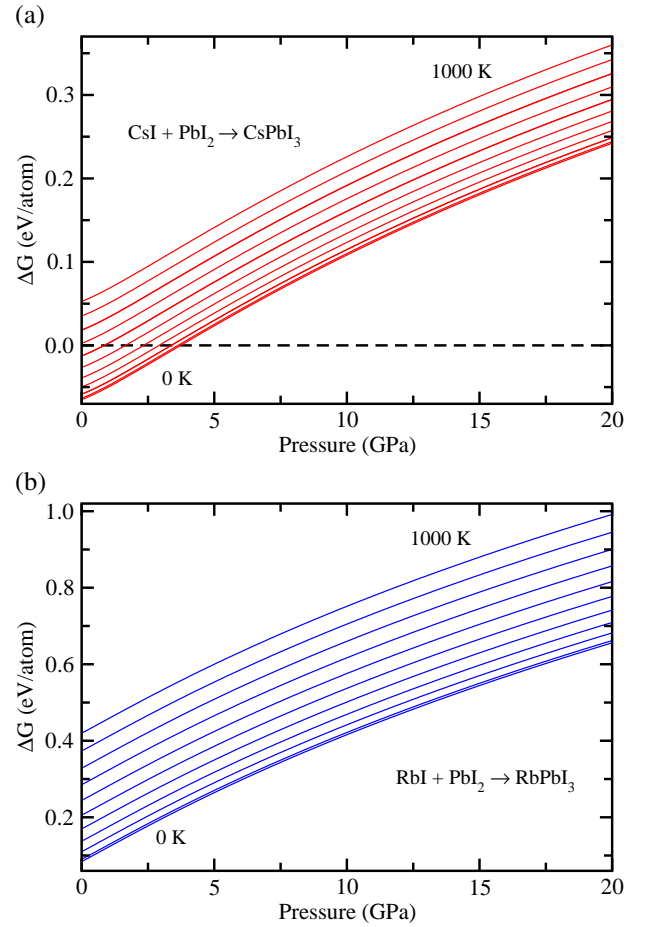 (a)
0.3
0.2
0.1
0.0
ΔG (eV/atom)
1000 K
CsI + PbI₂ → CsPbI₃
0 K
0 5 10 15 20
Pressure (GPa)
(b)
1.0
0.8
0.6
0.4
0.2
ΔG (eV/atom)
1000 K
RbI + PbI₂ → RbPbI₃
0 K
0 5 10 15 20
Pressure (GPa)